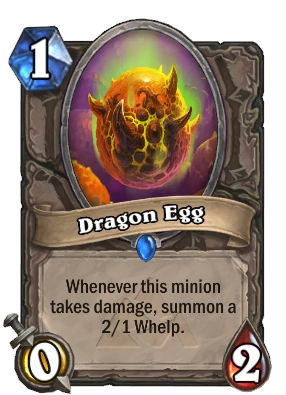 1
Dragon Egg
Whenever this minion
takes damage, summon a
2/1 Whelp.
0
2